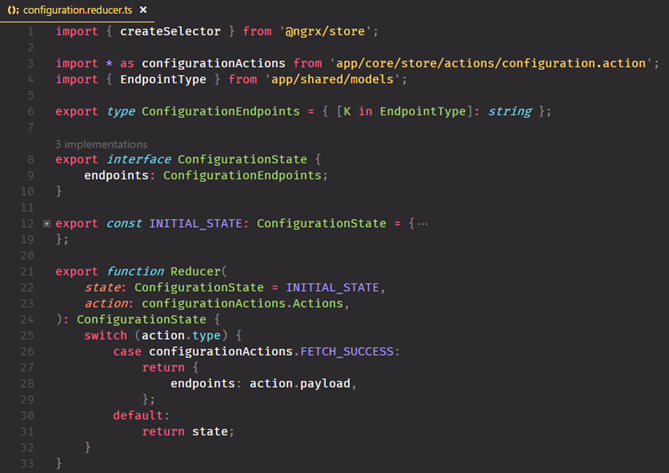 configuration.reducer.ts
1 import { createSelector } from '@ngrx/store';
2
3 import * as configurationActions from 'app/core/store/actions/configuration.action';
4 import { EndpointType } from 'app/shared/models';
5
6 export type ConfigurationEndpoints = { [K in EndpointType]: string };
7
3 implementations
8 export interface ConfigurationState {
9     endpoints: ConfigurationEndpoints;
10 }
11
12 export const INITIAL_STATE: ConfigurationState = {…
19 };
20
21 export function Reducer(
22     state: ConfigurationState = INITIAL_STATE,
23     action: configurationActions.Actions,
24 ): ConfigurationState {
25     switch (action.type) {
26         case configurationActions.FETCH_SUCCESS:
27             return {
28                 endpoints: action.payload,
29             };
30         default:
31             return state;
32     }
33 }